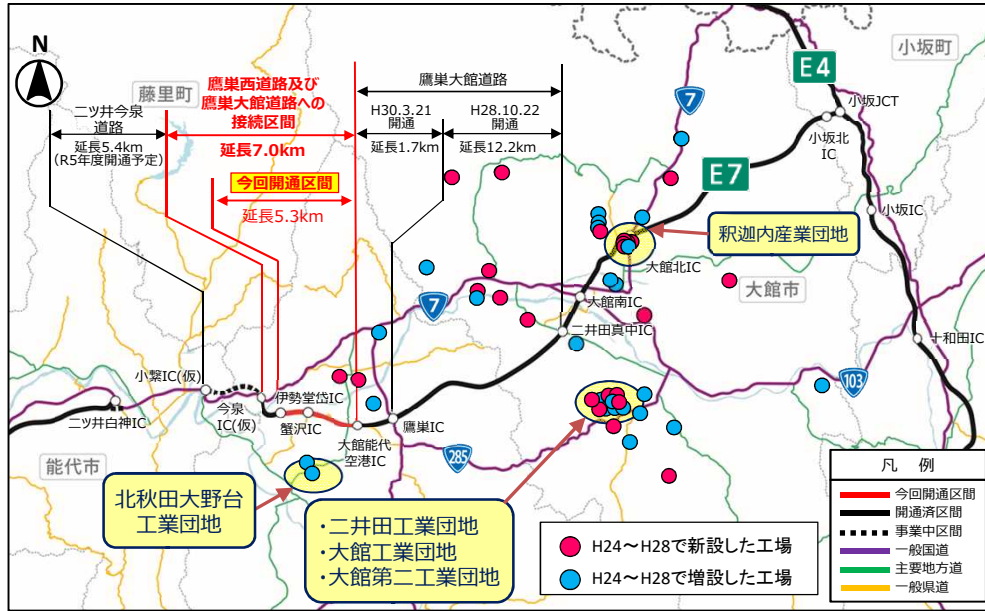 N
藤里町
小坂町
鷹巣西道路及び
鷹巣大館道路への
接続区間
延長7.0km
二ツ井今泉
道路
延長5.4km
(R5年度開通予定)
鷹巣大館道路
H30.3.21
開通
延長1.7km
H28.10.22
開通
延長12.2km
今回開通区間
延長5.3km
7
E4
小坂JCT
小坂北
IC
E7
小坂IC
釈迦内産業団地
大館北IC
大館市
7
大館南IC
二井田真中IC
十和田IC
103
小繋IC(仮)
今泉
IC(仮)
伊勢堂岱IC
蟹沢IC
二ツ井白神IC
大館能代
空港IC
鷹巣IC
285
能代市
北秋田大野台
工業団地
・二井田工業団地
・大館工業団地
・大館第二工業団地
H24～H28で新設した工場
H24～H28で増設した工場
凡 例
今回開通区間
開通済区間
事業中区間
一般国道
主要地方道
一般県道